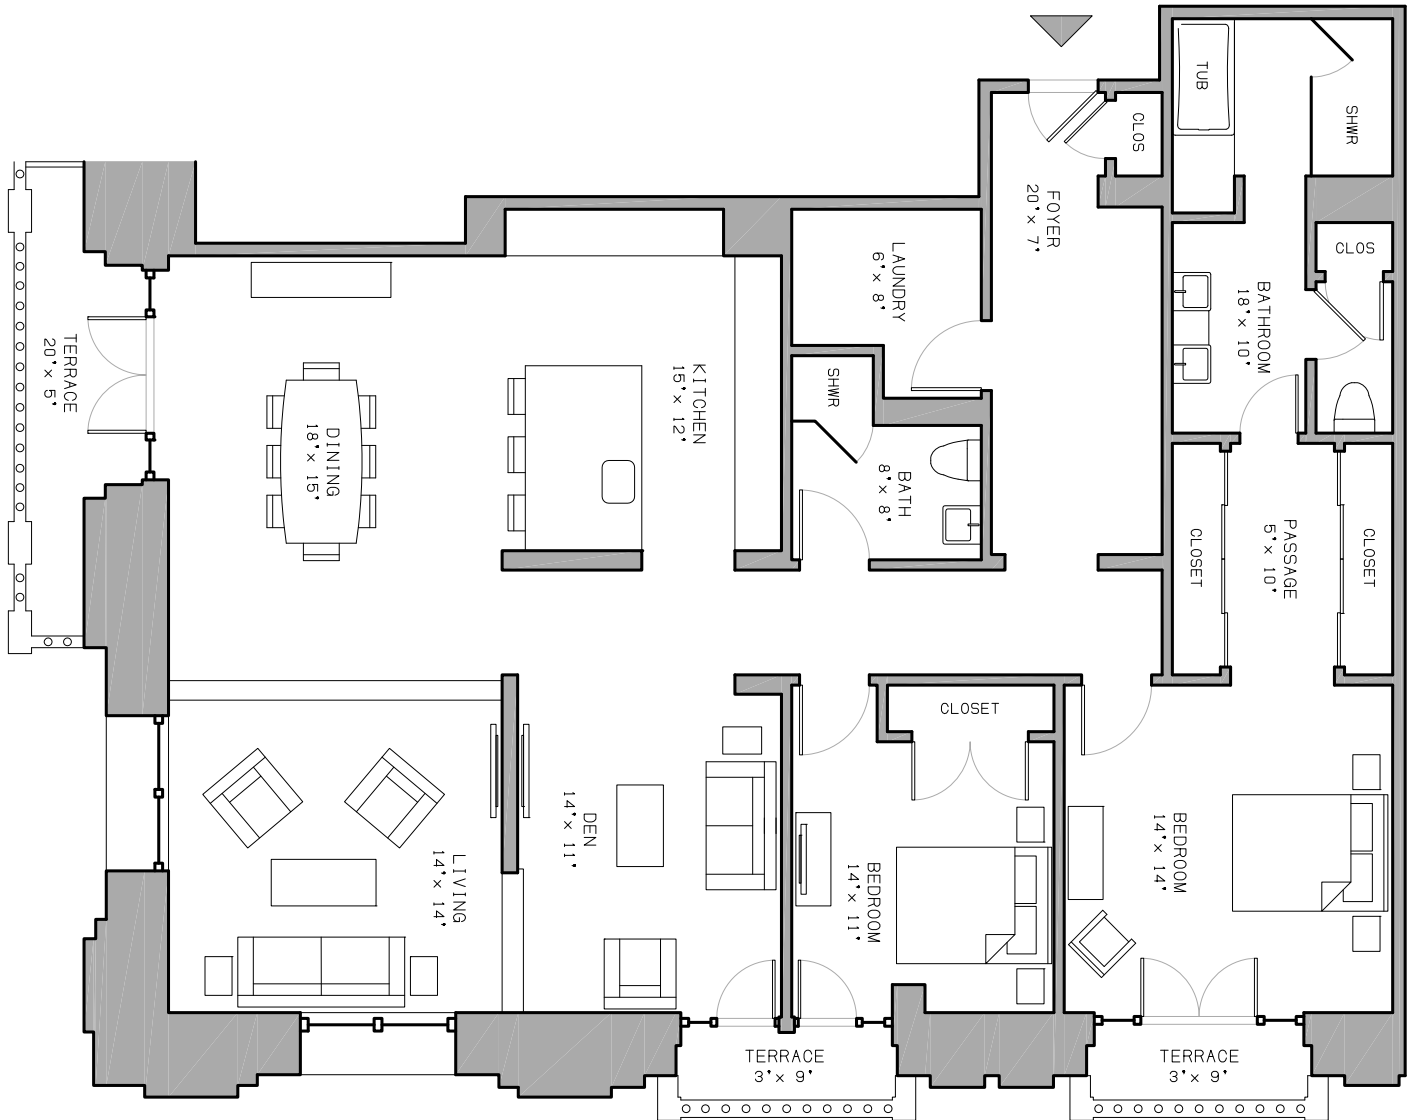 TUB
SHWR
CLOS
FOYER
20' x 7'
CLOS
LAUNDRY
6' x 8'
BATHROOM
18' x 10'
TERRACE
20' x 5'
KITCHEN
15' x 12'
SHWR
DINING
18' x 15'
BATH
8' x 8'
CLOSET
PASSAGE
5' x 10'
CLOSET
CLOSET
LIVING
14' x 14'
DEN
14' x 11'
BEDROOM
14' x 11'
BEDROOM
14' x 14'
TERRACE
3' x 9'
TERRACE
3' x 9'